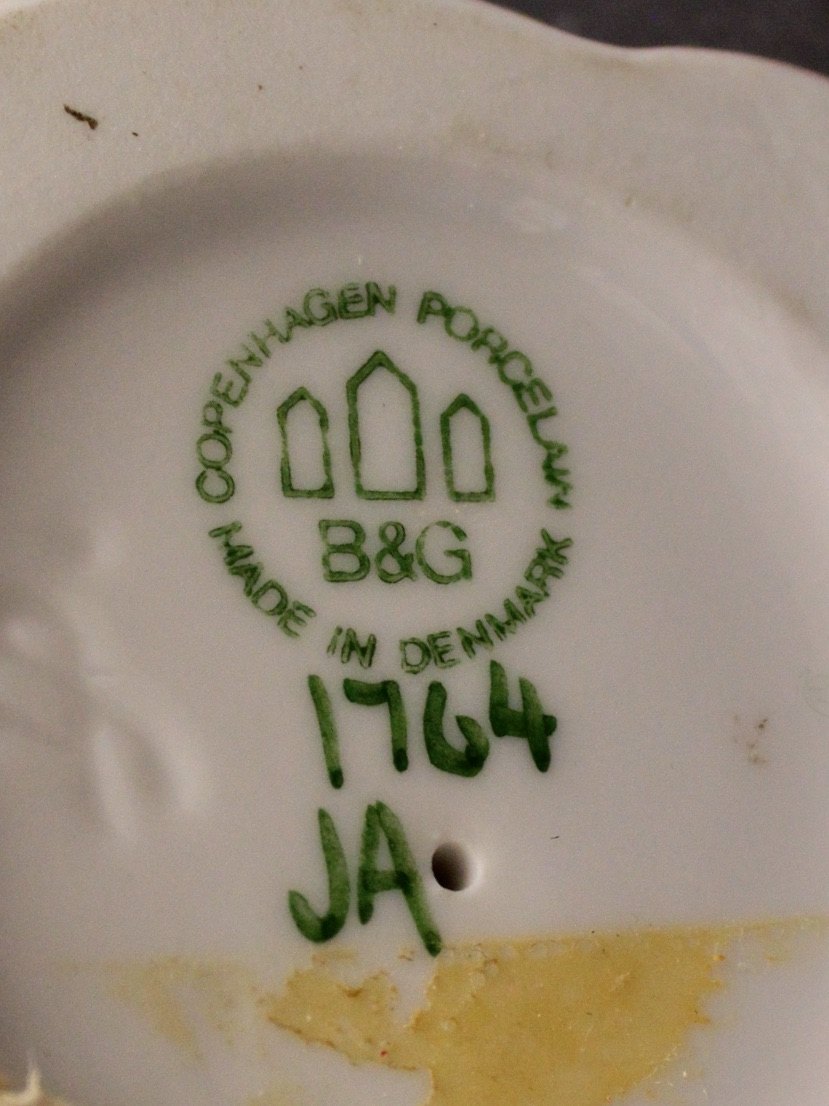 COPENHAGEN PORCELAIN
B&G
MADE IN DENMARK
1764
JA